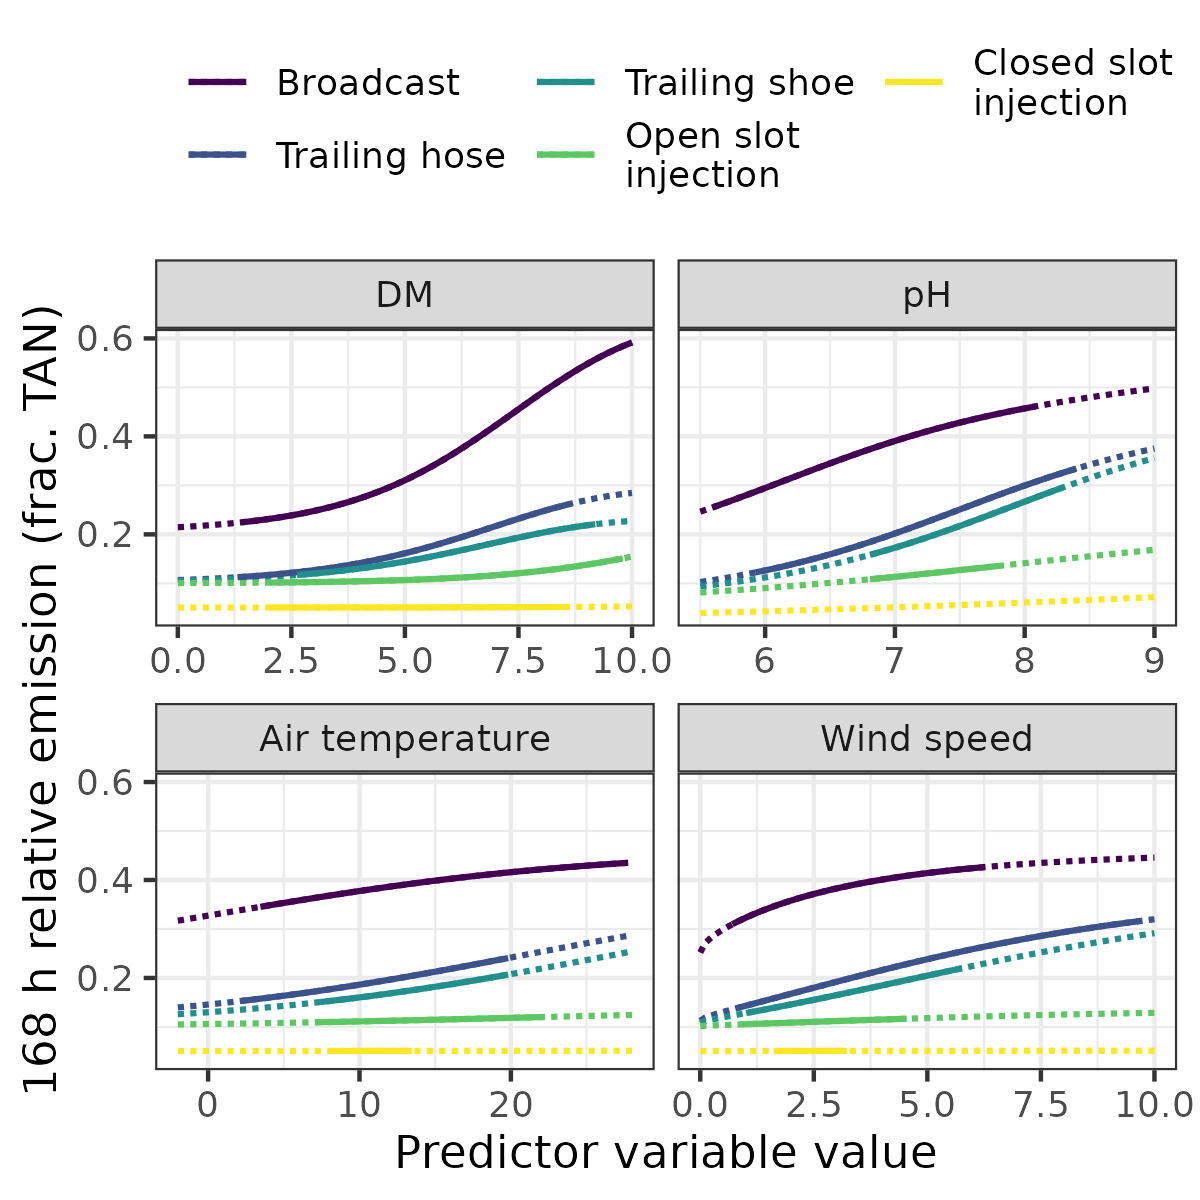 Broadcast
Trailing hose
Trailing shoe
Open slot
injection
Closed slot
injection
168 h relative emission (frac. TAN)
DM
pH
0.6
0.4
0.2
0.0 2.5 5.0 7.5 10.0
6 7 8 9
Air temperature
Wind speed
0.6
0.4
0.2
0 10 20
0.0 2.5 5.0 7.5 10.0
Predictor variable value